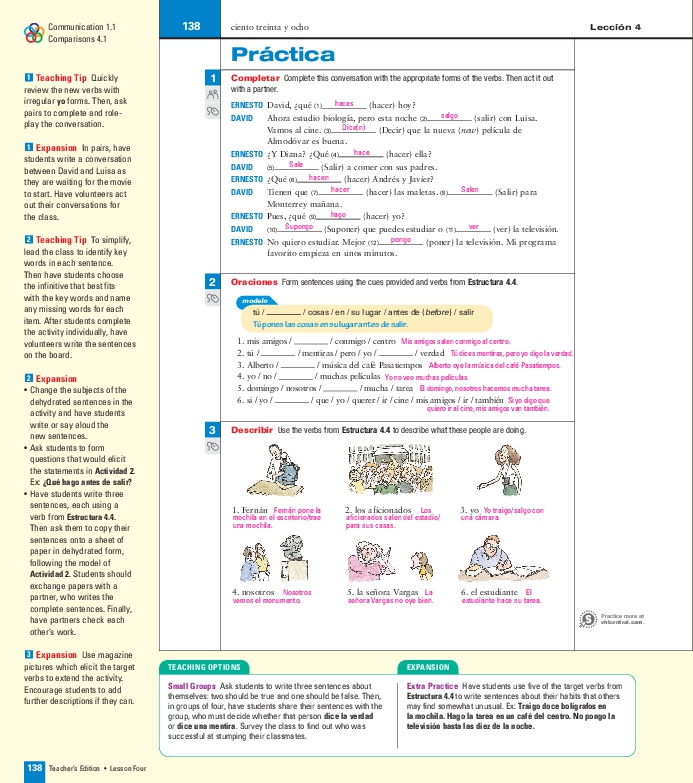 Communication 1.1
Comparisons 4.1
1 Teaching Tip Quickly
review the new verbs with
irregular yo forms. Then, ask
pairs to complete and role-
play the conversation.
1 Expansion In pairs, have
students write a conversation
between David and Luisa as
they are waiting for the movie
to start. Have volunteers act
out their conversations for
the class.
2 Teaching Tip To simplify,
lead the class to identify key
words in each sentence.
Then have students choose
the infinitive that best fits
with the key words and name
any missing words for each
item. After students complete
the activity individually, have
volunteers write the sentences
on the board.
2 Expansion
• Change the subjects of the
dehydrated sentences in the
activity and have students
write or say aloud the
new sentences.
• Ask students to form
questions that would elicit
the statements in Actividad 2.
Ex: ¿Qué hago antes de salir?
• Have students write three
sentences, each using a
verb from Estructura 4.4.
Then ask them to copy their
sentences onto a sheet of
paper in dehydrated form,
following the model of
Actividad 2. Students should
exchange papers with a
partner, who writes the
complete sentences. Finally,
have partners check each
other's work.
3 Expansion Use magazine
pictures which elicit the target
verbs to extend the activity.
Encourage students to add
further descriptions if they can.
138 Teacher's Edition • Lesson Four
138 ciento treinta y ocho Lección 4
Práctica
1 Completar Complete this conversation with the appropriate forms of the verbs. Then act it out
with a partner.
ERNESTO David, ¿qué (1) haces (hacer) hoy?
DAVID Ahora estudio biología, pero esta noche (2) salgo (salir) con Luisa.
Vamos al cine. (3) Dice(n) (Decir) que la nueva (new) película de
Almodóvar es buena.
ERNESTO ¿Y Diana? ¿Qué (4) hace (hacer) ella?
DAVID (5) Sale (Salir) a comer con sus padres.
ERNESTO ¿Qué (6) hacen (hacer) Andrés y Javier?
DAVID Tienen que (7) hacer (hacer) las maletas. (8) Salen (Salir) para
Monterrey mañana.
ERNESTO Pues, ¿qué (9) hago (hacer) yo?
DAVID (10) Supongo (Suponer) que puedes estudiar o (11) ver (ver) la televisión.
ERNESTO No quiero estudiar. Mejor (12) pongo (poner) la televisión. Mi programa
favorito empieza en unos minutos.
2 Oraciones Form sentences using the cues provided and verbs from Estructura 4.4.
modelo
tú / ________ / cosas / en / su lugar / antes de (before) / salir
Tú pones las cosas en su lugar antes de salir.
1. mis amigos / ________ / conmigo / centro Mis amigos salen conmigo al centro.
2. tú / ________ / mentiras / pero / yo / ________ / verdad Tú dices mentiras, pero yo digo la verdad.
3. Alberto / ________ / música del café Pasatiempos Alberto oye la música del café Pasatiempos.
4. yo / no / ________ / muchas películas Yo no veo muchas películas.
5. domingo / nosotros / ________ / mucha / tarea El domingo, nosotros hacemos mucha tarea.
6. si / yo / ________ / que / yo / querer / ir / cine / mis amigos / ir / también Si yo digo que
quiero ir al cine, mis amigos van también.
3 Describir Use the verbs from Estructura 4.4 to describe what these people are doing.
1. Fernán Fernán pone la
mochila en el escritorio/trae
una mochila.
2. los aficionados Los
aficionados salen del estadio/
para sus casas.
3. yo Yo traigo/salgo con
una cámara.
4. nosotros Nosotros
vemos el monumento.
5. la señora Vargas La
señora Vargas no oye bien.
6. el estudiante El
estudiante hace su tarea.
S Practice more at
vhlcentral.com.
TEACHING OPTIONS
Small Groups Ask students to write three sentences about
themselves: two should be true and one should be false. Then,
in groups of four, have students share their sentences with the
group, who must decide whether that person dice la verdad
or dice una mentira. Survey the class to find out who was
successful at stumping their classmates.
EXPANSION
Extra Practice Have students use five of the target verbs from
Estructura 4.4 to write sentences about their habits that others
may find somewhat unusual. Ex: Traigo doce bolígrafos en
la mochila. Hago la tarea en un café del centro. No pongo la
televisión hasta las diez de la noche.